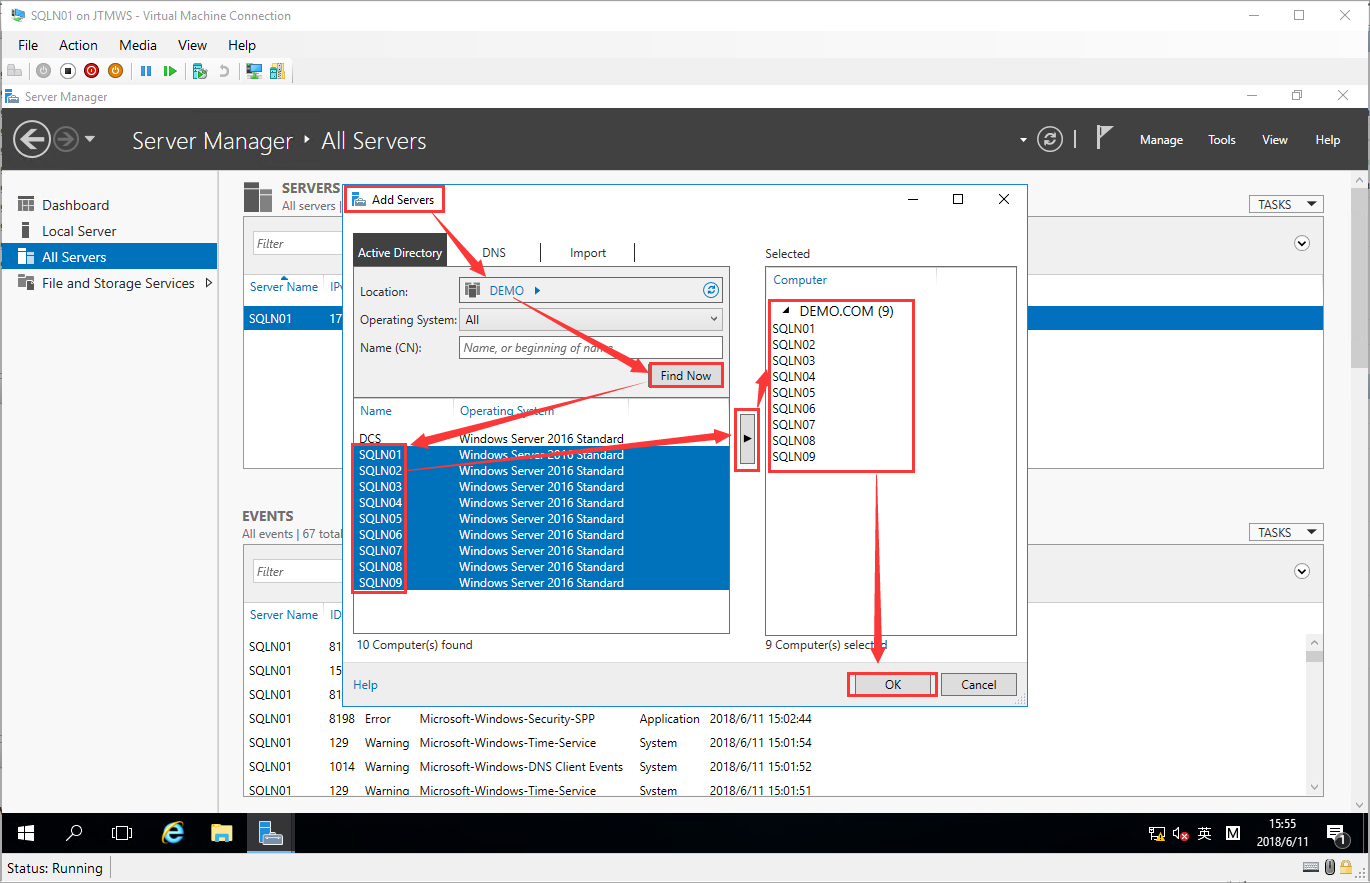 SQLN01 on JTMWS - Virtual Machine Connection
File Action Media View Help
Server Manager
Server Manager All Servers
Manage Tools View Help
Dashboard
Local Server
All Servers
File and Storage Services
SERVERS
All servers |
TASKS
Filter
Server Name IPv
SQLN01 17
Add Servers
Active Directory DNS Import
Location: DEMO
Operating System: All
Name (CN): Name, or beginning of name
Find Now
Name Operating System
DCS Windows Server 2016 Standard
SQLN01 Windows Server 2016 Standard
SQLN02 Windows Server 2016 Standard
SQLN03 Windows Server 2016 Standard
SQLN04 Windows Server 2016 Standard
SQLN05 Windows Server 2016 Standard
SQLN06 Windows Server 2016 Standard
SQLN07 Windows Server 2016 Standard
SQLN08 Windows Server 2016 Standard
SQLN09 Windows Server 2016 Standard
10 Computer(s) found
Selected
Computer
DEMO.COM (9)
SQLN01
SQLN02
SQLN03
SQLN04
SQLN05
SQLN06
SQLN07
SQLN08
SQLN09
9 Computer(s) selected
Help
OK Cancel
EVENTS
All events | 67 total
TASKS
Filter
Server Name ID
SQLN01 81
SQLN01 15
SQLN01 81
SQLN01 8198 Error Microsoft-Windows-Security-SPP Application 2018/6/11 15:02:44
SQLN01 129 Warning Microsoft-Windows-Time-Service System 2018/6/11 15:01:54
SQLN01 1014 Warning Microsoft-Windows-DNS Client Events System 2018/6/11 15:01:52
SQLN01 129 Warning Microsoft-Windows-Time-Service System 2018/6/11 15:01:51
英 M
15:55
2018/6/11
1
Status: Running